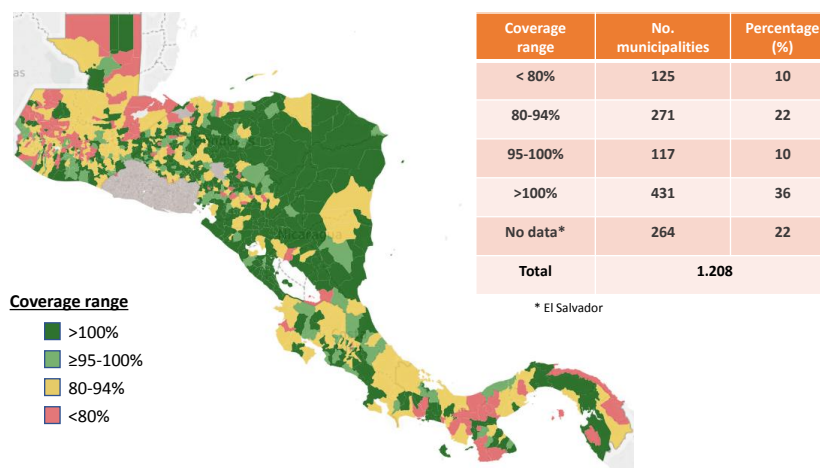 Coverage range No. municipalities Percentage (%)
< 80% 125 10
80-94% 271 22
95-100% 117 10
>100% 431 36
No data* 264 22
Total 1.208
* El Salvador
Nicaragua
Coverage range
>100%
≥95-100%
80-94%
<80%